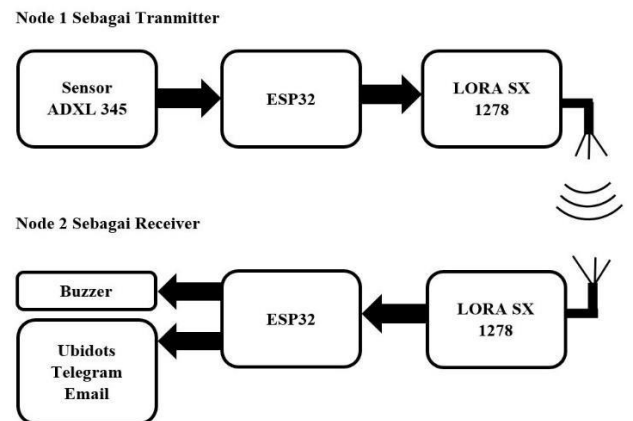 Node 1 Sebagai Tranmitter
Sensor
ADXL 345
ESP32
LORA SX
1278
Node 2 Sebagai Receiver
Buzzer
Ubidots
Telegram
Email
ESP32
LORA SX
1278